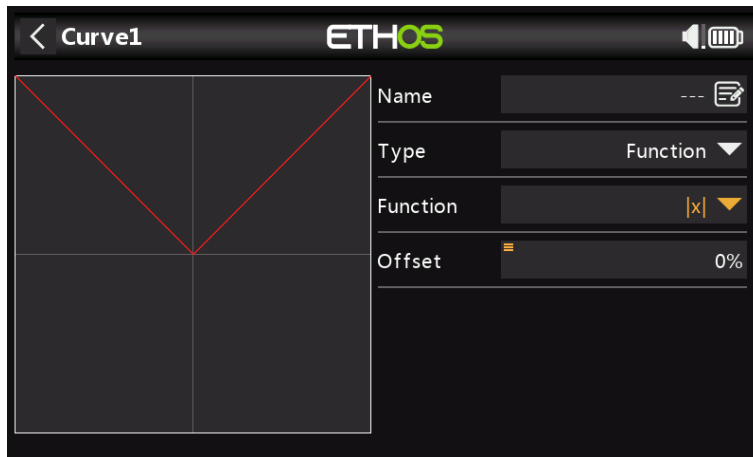 Curve1
ETHOS
Name ---
Type Function
Function |x|
Offset 0%